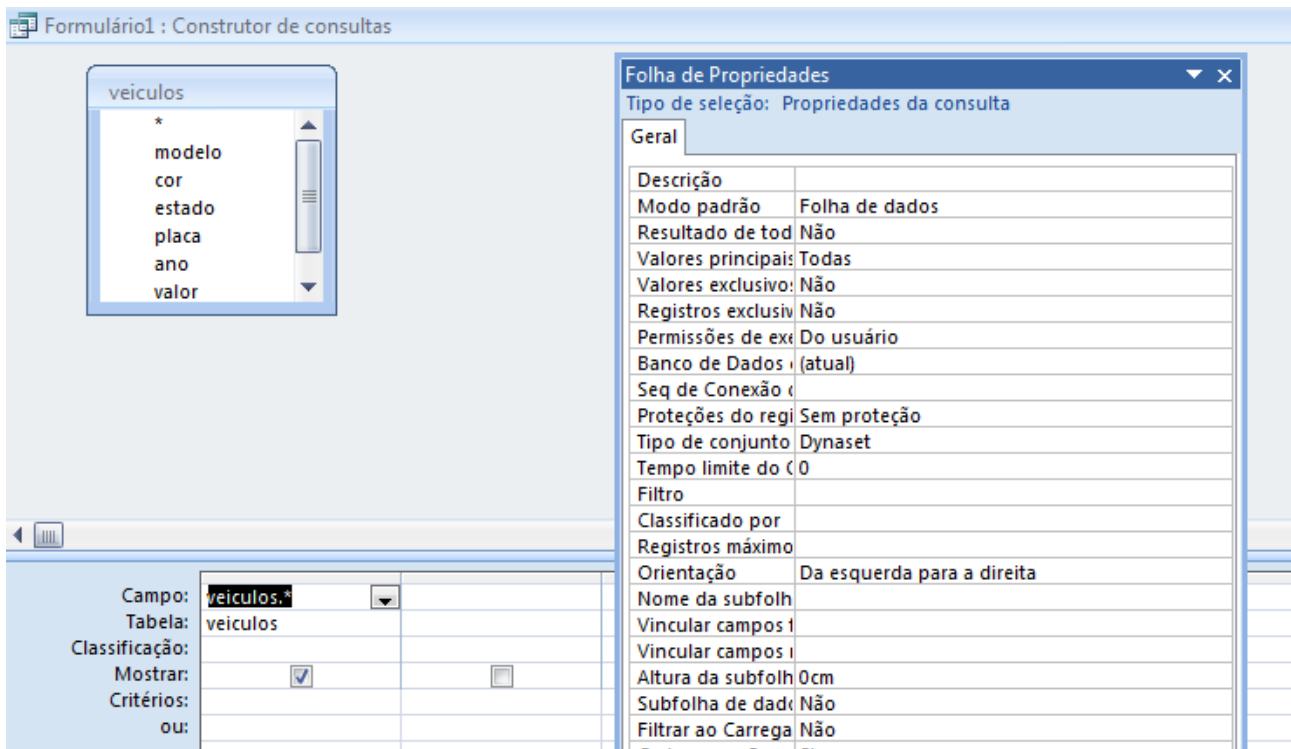 Formulário1 : Construtor de consultas
veiculos
*
modelo
cor
estado
placa
ano
valor
Folha de Propriedades
Tipo de seleção: Propriedades da consulta
Geral
Descrição
Modo padrão Folha de dados
Resultado de tod Não
Valores principais Todas
Valores exclusivos Não
Registros exclusiv Não
Permissões de exe Do usuário
Banco de Dados (atual)
Seq de Conexão
Proteções do regi Sem proteção
Tipo de conjunto Dynaset
Tempo limite do 0
Filtro
Classificado por
Registros máximo
Orientação Da esquerda para a direita
Nome da subfolh
Vincular campos
Vincular campos
Altura da subfolh 0cm
Subfolha de dado Não
Filtrar ao Carrega Não
Campo: veiculos.*
Tabela: veiculos
Classificação:
Mostrar:
Critérios:
ou: